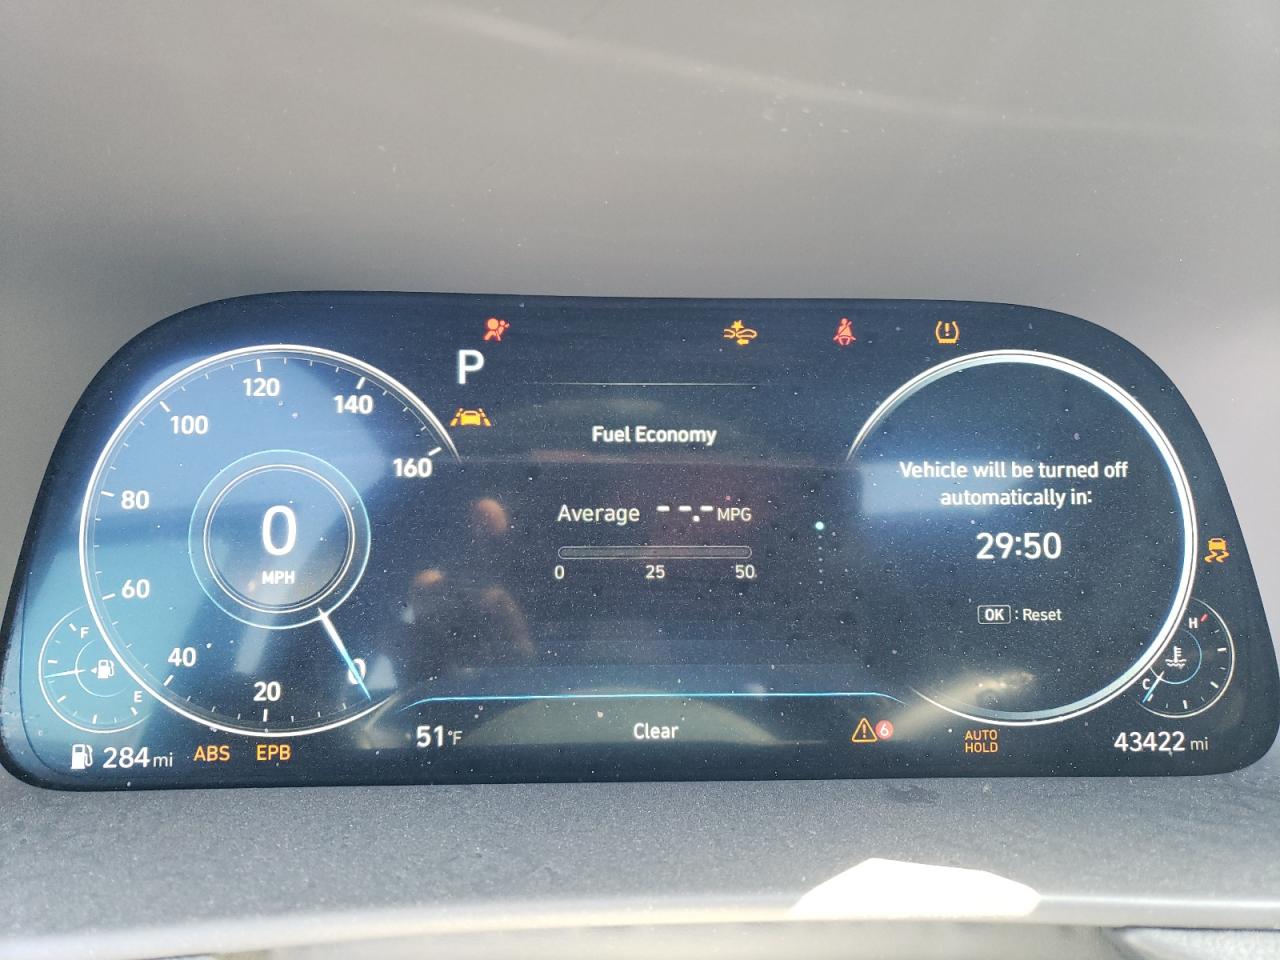 P
120
140
100
160
80
60
40
20
0
0
MPH
F
E
Fuel Economy
Average --.- MPG
0 25 50
Vehicle will be turned off
automatically in:
29:50
OK : Reset
H
C
284 mi
ABS
EPB
51°F
Clear
6
AUTO
HOLD
43422 mi